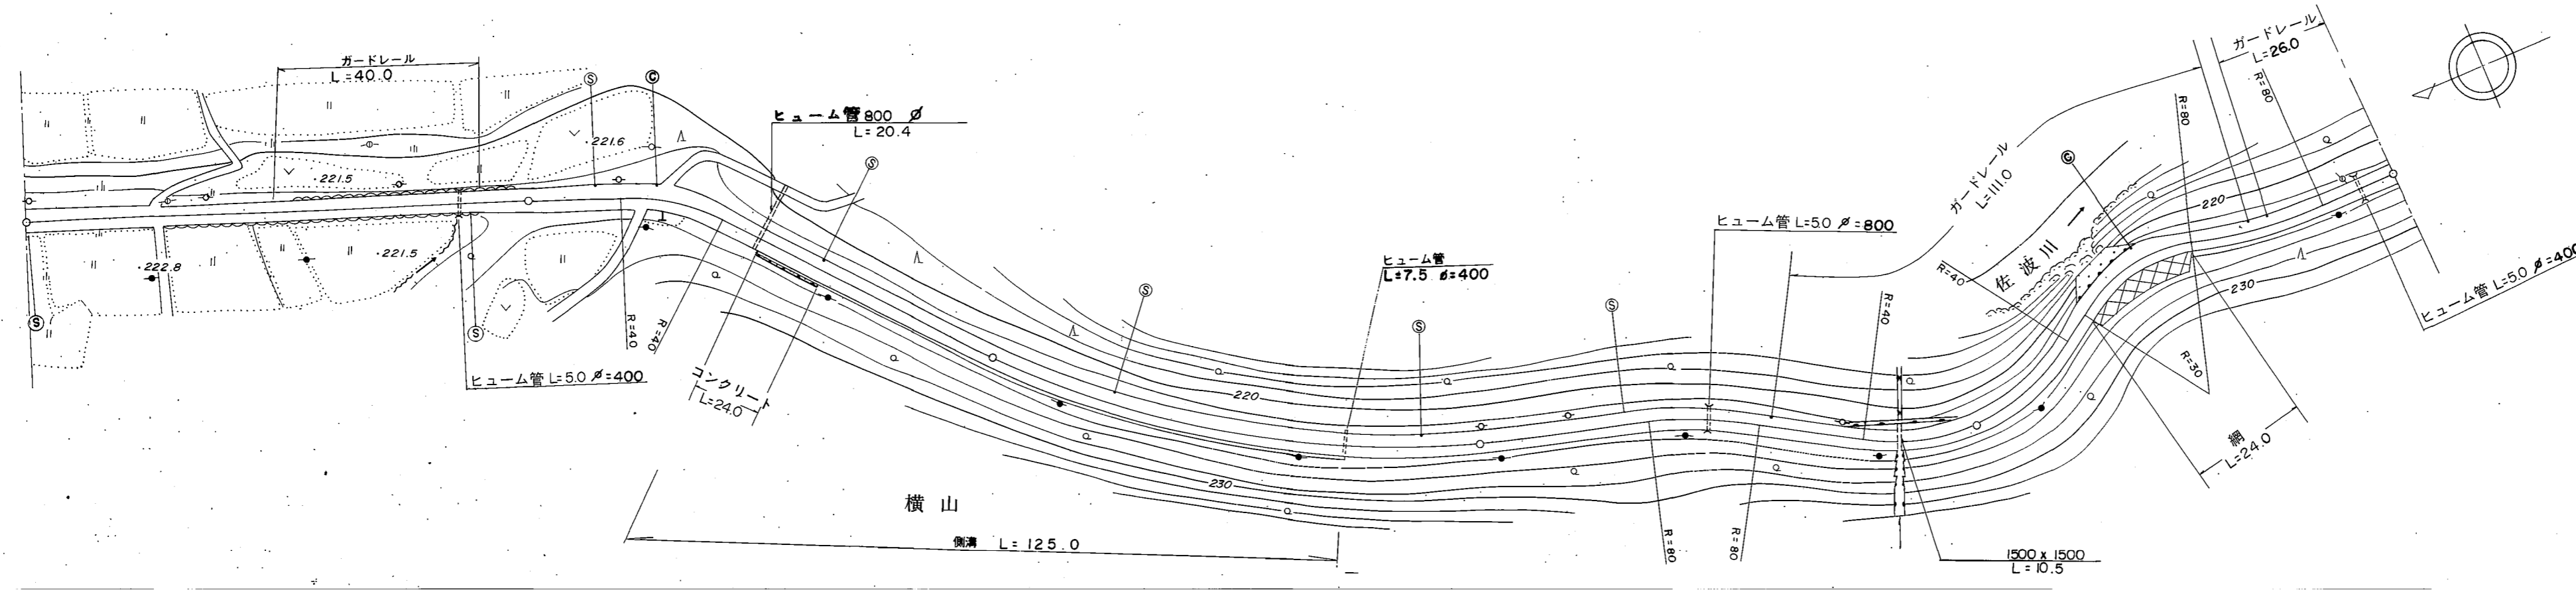 ガードレール
L=40.0
Ⓢ
Ⓒ
ヒューム管800 ∅
L=20.4
Ⓢ
・221.6
・221.5
・222.8
・221.5
Ⓢ
Ⓢ
ヒューム管 L=5.0 ∅=400
R=40
R=40
コンクリート
L=24.0
Ⓢ
220
230
横山
側溝 L=125.0
ヒューム管
L=7.5 ∅=400
Ⓢ
Ⓢ
ヒューム管 L=5.0 ∅=800
R=80
R=80
R=40
1500 x 1500
L=10.5
ガードレール
L=111.0
佐波川
Ⓒ
R=40
R=30
R=80
R=80
ガードレール
L=26.0
220
230
網
L=24.0
ヒューム管 L=5.0 ∅=400